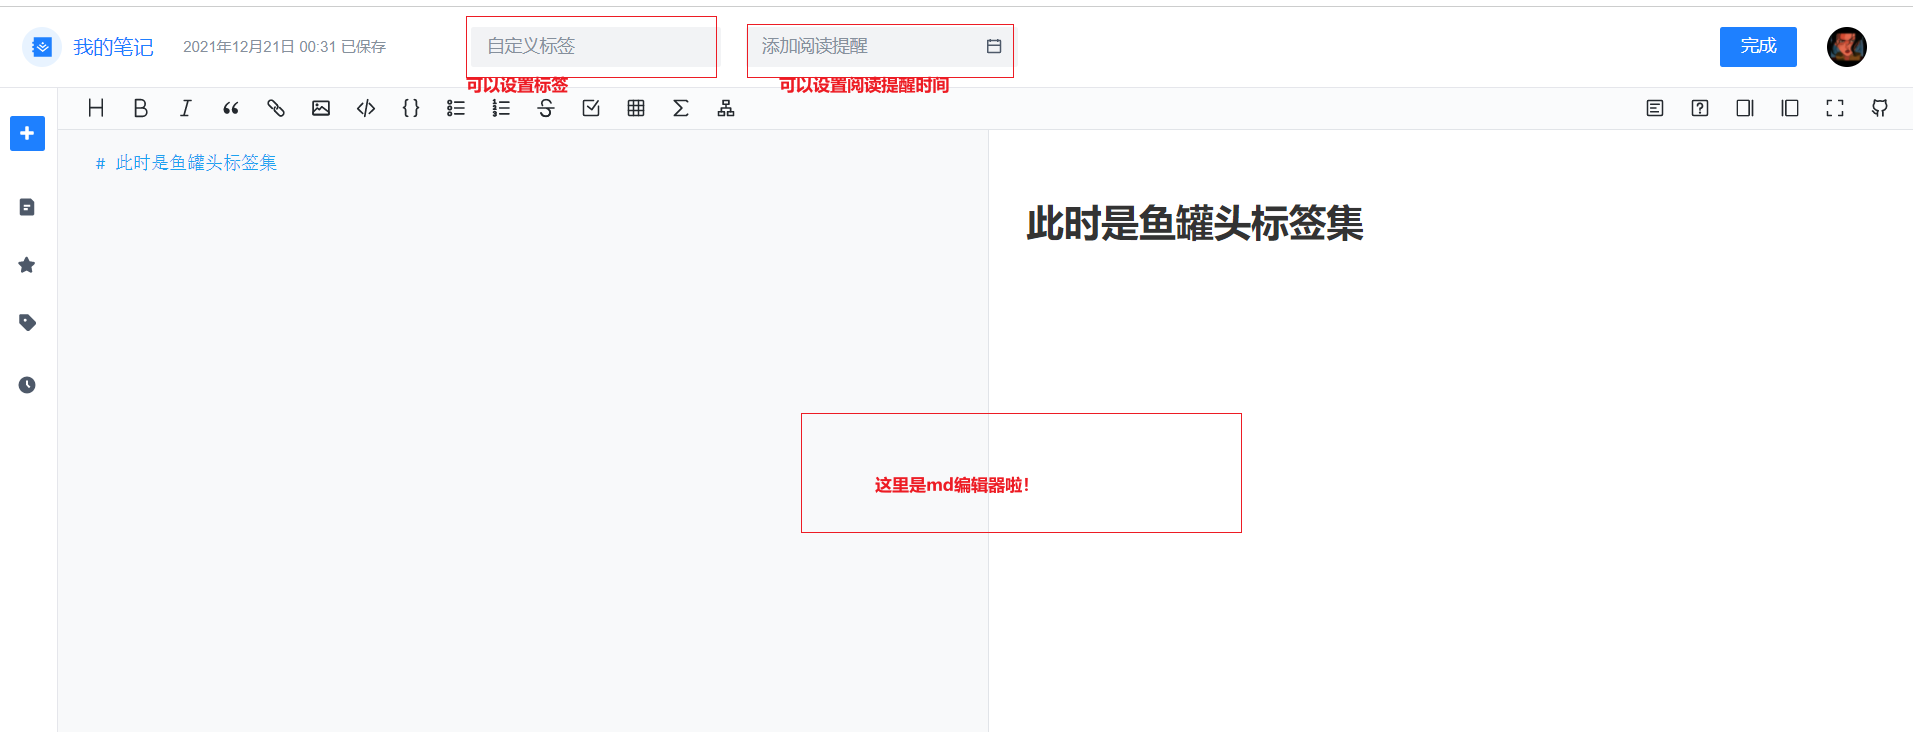 我的笔记
2021年12月21日 00:31 已保存
自定义标签
添加阅读提醒
完成
可以设置标签
可以设置阅读提醒时间
# 此时是鱼罐头标签集
此时是鱼罐头标签集
这里是md编辑器啦！